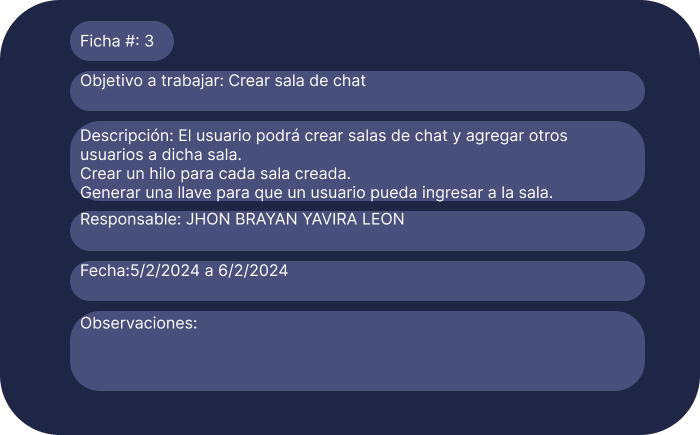 Ficha #: 3
Objetivo a trabajar: Crear sala de chat
Descripción: El usuario podrá crear salas de chat y agregar otros
usuarios a dicha sala.
Crear un hilo para cada sala creada.
Generar una llave para que un usuario pueda ingresar a la sala.
Responsable: JHON BRAYAN YAVIRA LEON
Fecha:5/2/2024 a 6/2/2024
Observaciones: